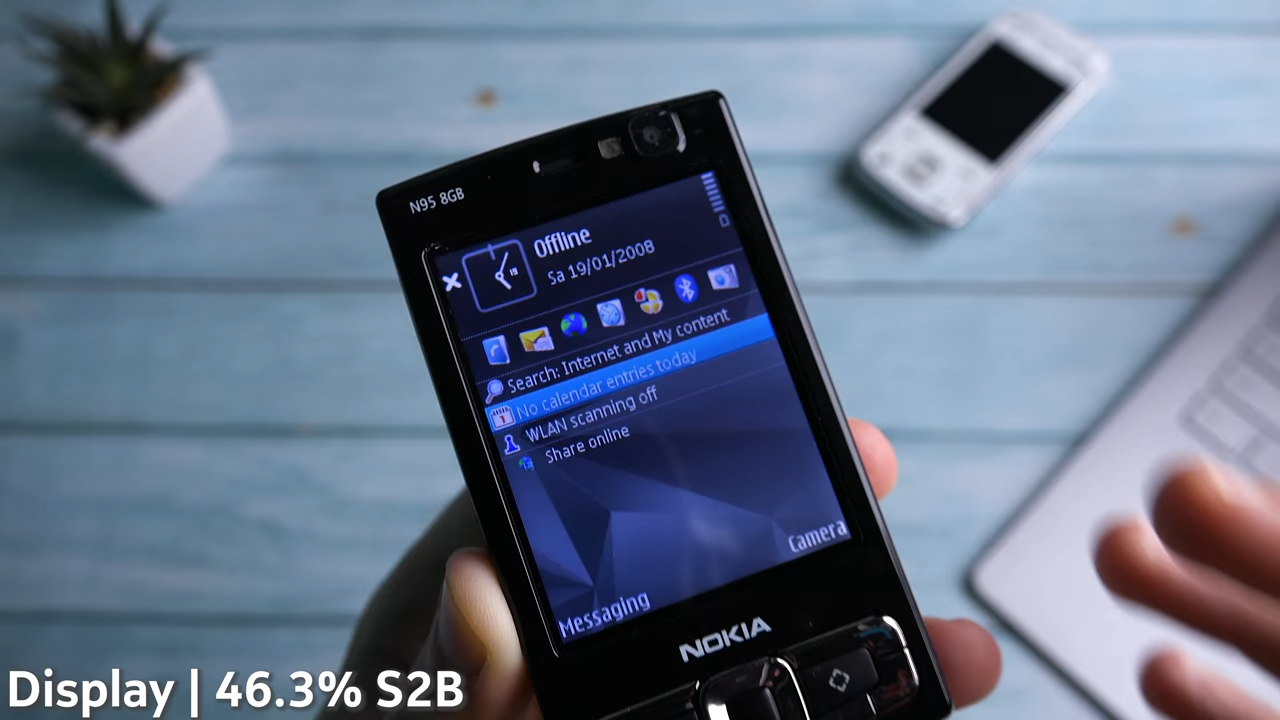 N95 8GB
Offline
Sa 19/01/2008
Search: Internet and My content
No calendar entries today
WLAN scanning off
Share online
Camera
Messaging
NOKIA
Display | 46.3% S2B